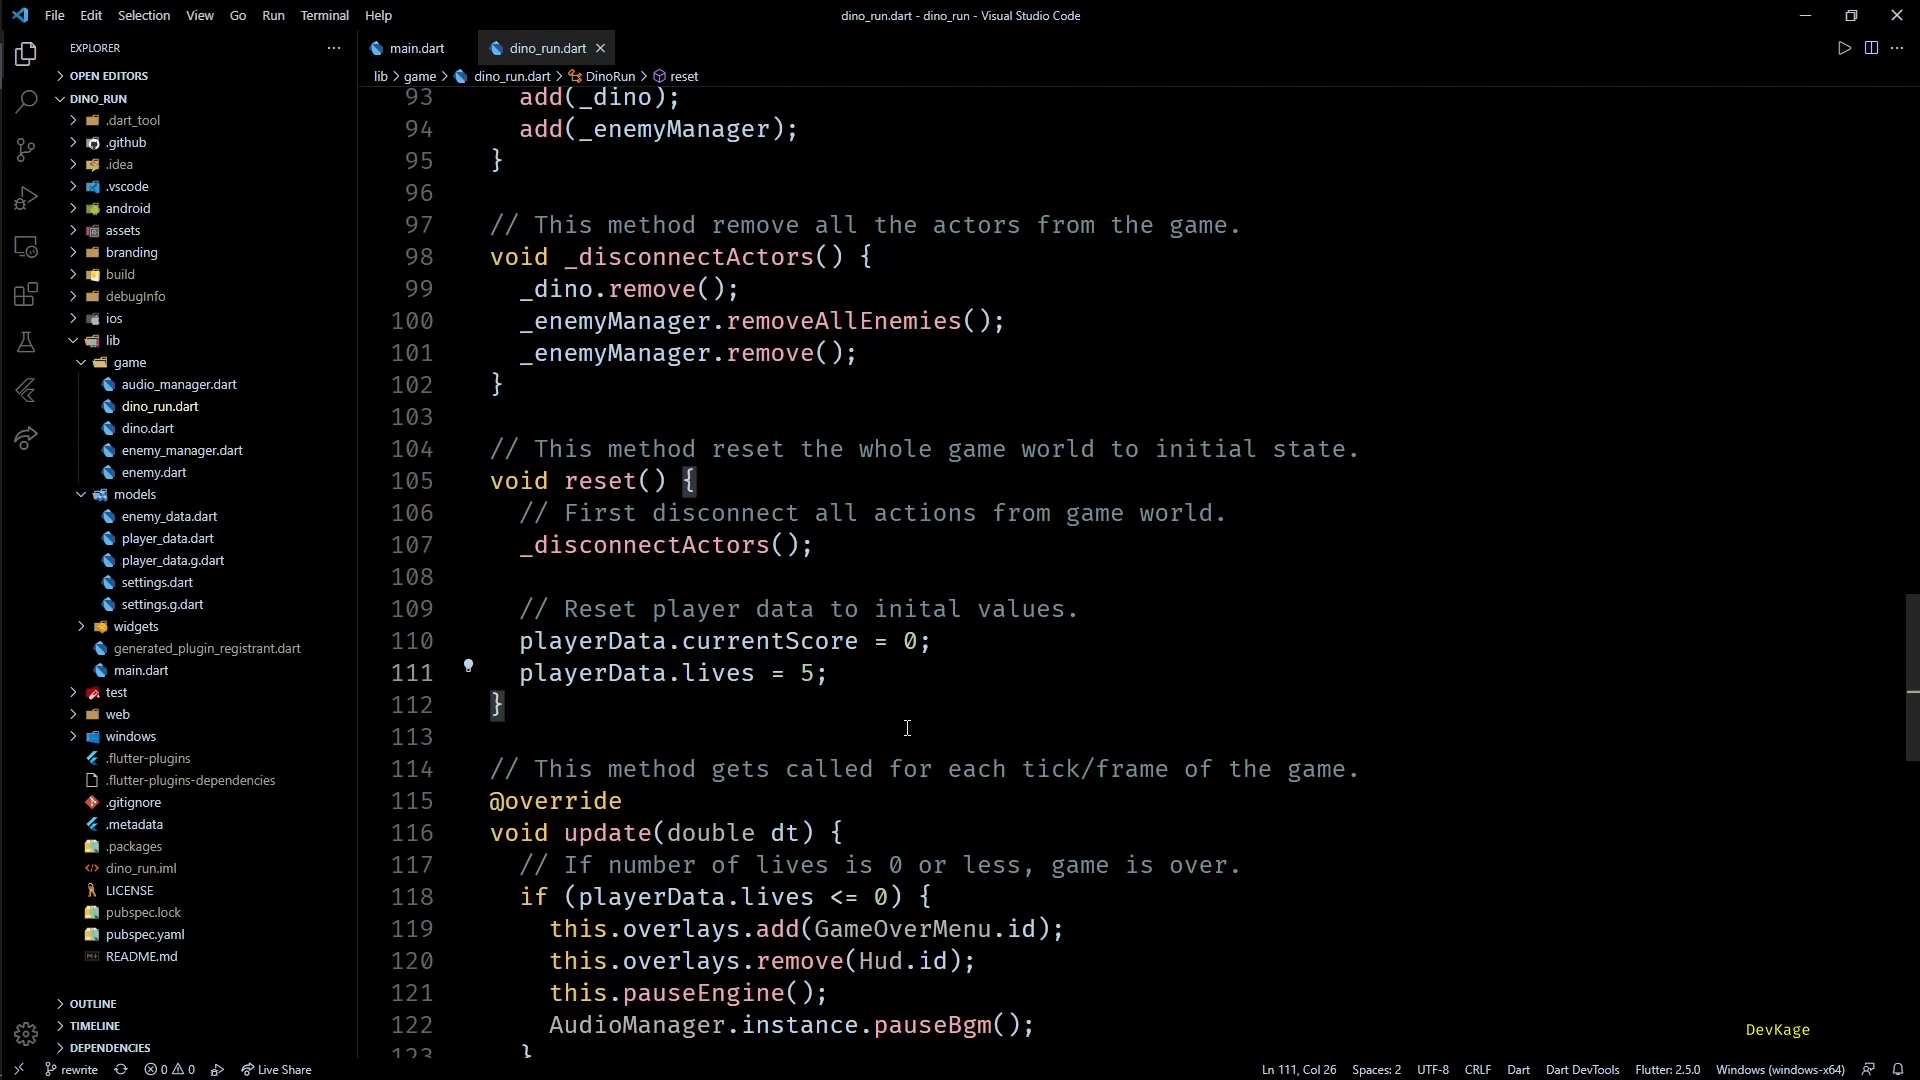 File Edit Selection View Go Run Terminal Help
dino_run.dart - dino_run - Visual Studio Code
EXPLORER
OPEN EDITORS
DINO_RUN
.dart_tool
.github
.idea
.vscode
android
assets
branding
build
debugInfo
ios
lib
game
audio_manager.dart
dino_run.dart
dino.dart
enemy_manager.dart
enemy.dart
models
enemy_data.dart
player_data.dart
player_data.g.dart
settings.dart
settings.g.dart
widgets
generated_plugin_registrant.dart
main.dart
test
web
windows
.flutter-plugins
.flutter-plugins-dependencies
.gitignore
.metadata
.packages
dino_run.iml
LICENSE
pubspec.lock
pubspec.yaml
README.md
OUTLINE
TIMELINE
DEPENDENCIES
main.dart dino_run.dart
lib > game > dino_run.dart > DinoRun > reset
93 add(_dino);
94 add(_enemyManager);
95 }
96
97 // This method remove all the actors from the game.
98 void _disconnectActors() {
99 _dino.remove();
100 _enemyManager.removeAllEnemies();
101 _enemyManager.remove();
102 }
103
104 // This method reset the whole game world to initial state.
105 void reset() {
106 // First disconnect all actions from game world.
107 _disconnectActors();
108
109 // Reset player data to inital values.
110 playerData.currentScore = 0;
111 playerData.lives = 5;
112 }
113
114 // This method gets called for each tick/frame of the game.
115 @override
116 void update(double dt) {
117 // If number of lives is 0 or less, game is over.
118 if (playerData.lives <= 0) {
119 this.overlays.add(GameOverMenu.id);
120 this.overlays.remove(Hud.id);
121 this.pauseEngine();
122 AudioManager.instance.pauseBgm();
123 }
DevKage
rewrite 0 0 Live Share
Ln 111, Col 26 Spaces: 2 UTF-8 CRLF Dart Dart DevTools Flutter: 2.5.0 Windows (windows-x64)